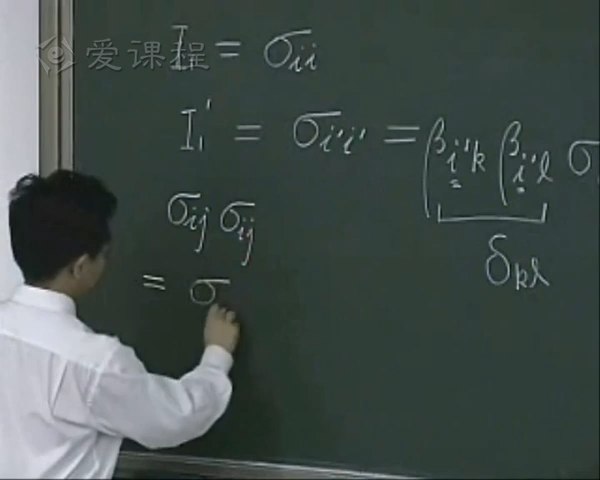 爱课程
I₁ = σᵢᵢ
I₁' = σᵢ'ᵢ' = βᵢ'ₖ βᵢ'ₗ σ
δₖₗ
σᵢⱼ σᵢⱼ
= σ